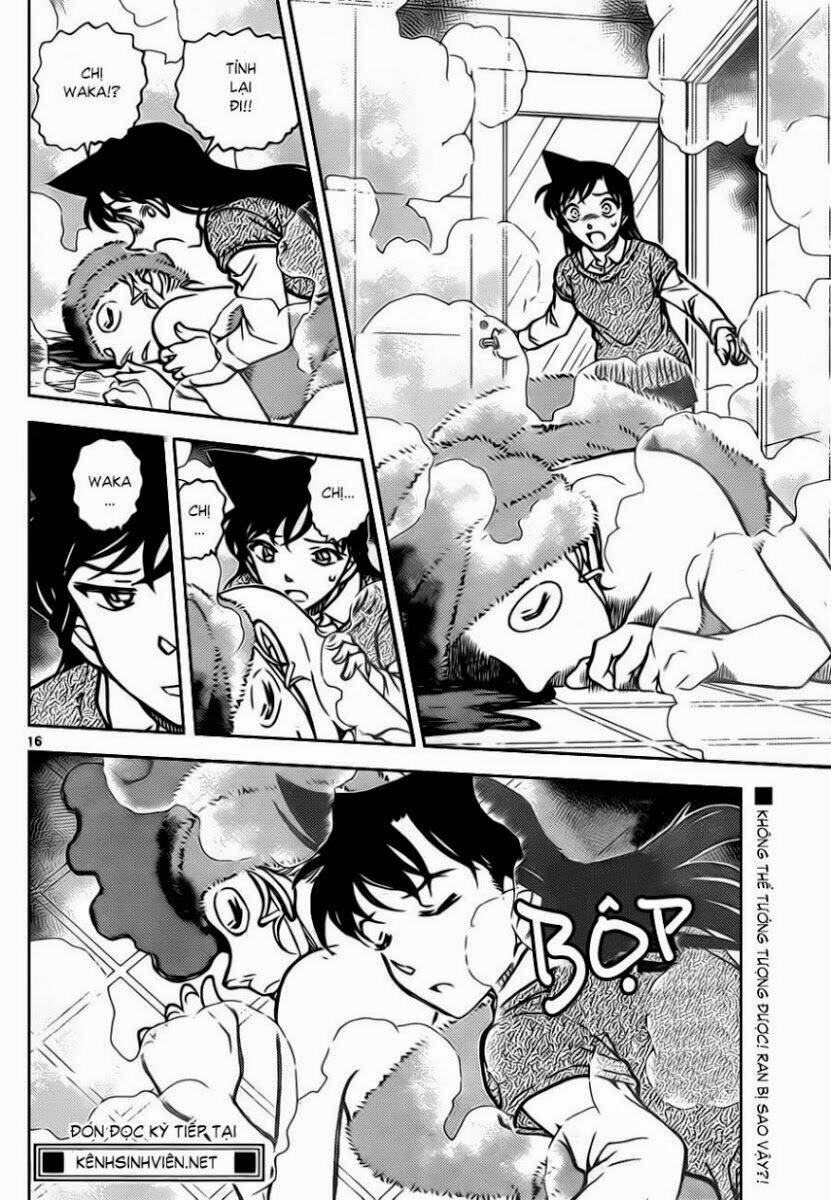 CHỊ
WAKA!?
TỈNH
LẠI
ĐI!!
WAKA
...
CHỊ
...
CHỊ...
16
BỘP
KHÔNG THỂ TƯỞNG TƯỢNG ĐƯỢC! RAN BỊ SAO VẬY?!
ĐÓN ĐỌC KỲ TIẾP TẠI
KÊNHSINHVIÊN.NET